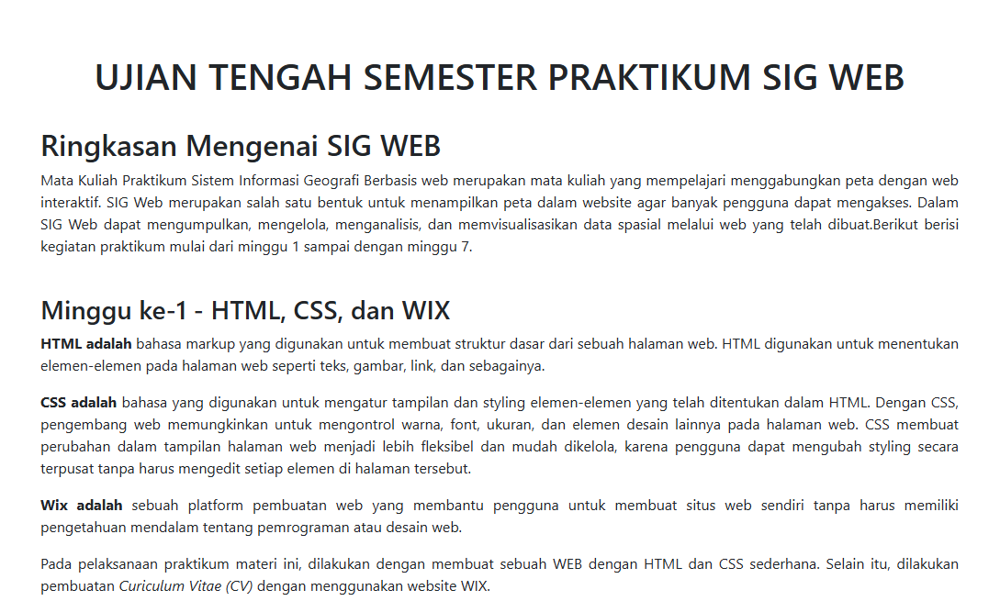 UJIAN TENGAH SEMESTER PRAKTIKUM SIG WEB
Ringkasan Mengenai SIG WEB
Mata Kuliah Praktikum Sistem Informasi Geografi Berbasis web merupakan mata kuliah yang mempelajari menggabungkan peta dengan web
interaktif. SIG Web merupakan salah satu bentuk untuk menampilkan peta dalam website agar banyak pengguna dapat mengakses. Dalam
SIG Web dapat mengumpulkan, mengelola, menganalisis, dan memvisualisasikan data spasial melalui web yang telah dibuat.Berikut berisi
kegiatan praktikum mulai dari minggu 1 sampai dengan minggu 7.
Minggu ke-1 - HTML, CSS, dan WIX
HTML adalah bahasa markup yang digunakan untuk membuat struktur dasar dari sebuah halaman web. HTML digunakan untuk menentukan
elemen-elemen pada halaman web seperti teks, gambar, link, dan sebagainya.
CSS adalah bahasa yang digunakan untuk mengatur tampilan dan styling elemen-elemen yang telah ditentukan dalam HTML. Dengan CSS,
pengembang web memungkinkan untuk mengontrol warna, font, ukuran, dan elemen desain lainnya pada halaman web. CSS membuat
perubahan dalam tampilan halaman web menjadi lebih fleksibel dan mudah dikelola, karena pengguna dapat mengubah styling secara
terpusat tanpa harus mengedit setiap elemen di halaman tersebut.
Wix adalah sebuah platform pembuatan web yang membantu pengguna untuk membuat situs web sendiri tanpa harus memiliki
pengetahuan mendalam tentang pemrograman atau desain web.
Pada pelaksanaan praktikum materi ini, dilakukan dengan membuat sebuah WEB dengan HTML dan CSS sederhana. Selain itu, dilakukan
pembuatan Curiculum Vitae (CV) dengan menggunakan website WIX.